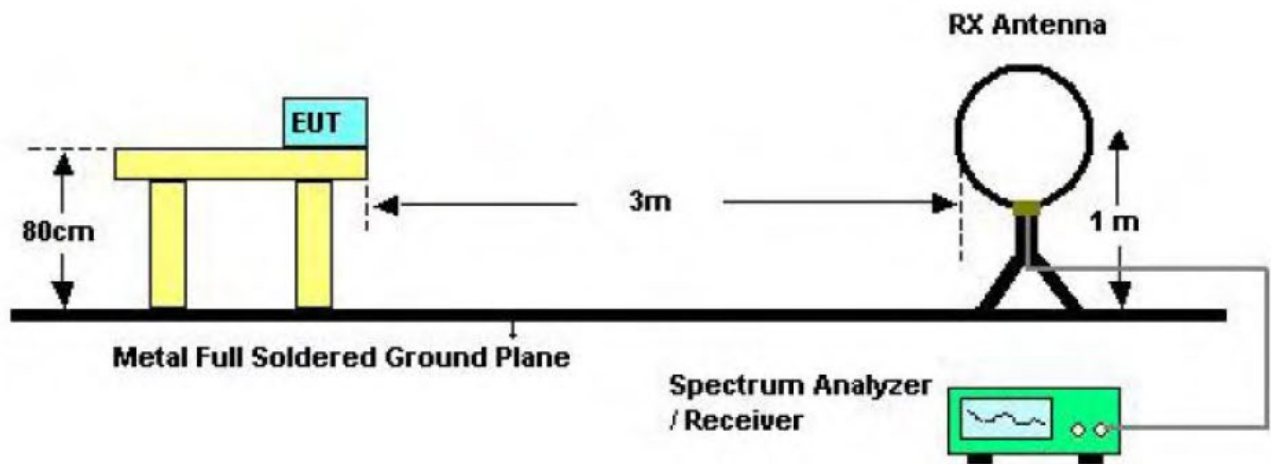 RX Antenna
EUT
80cm
3m
1 m
Metal Full Soldered Ground Plane
Spectrum Analyzer
/ Receiver